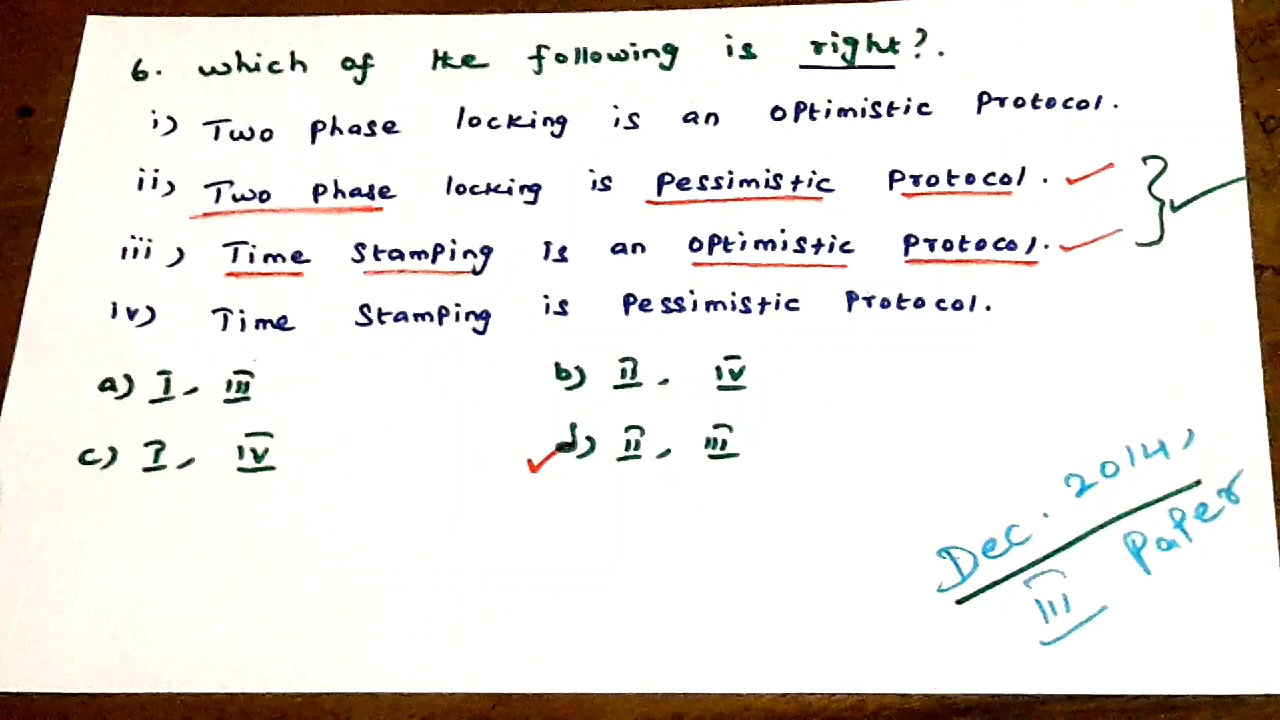 6. which of the following is right?.
i) Two phase locking is an optimistic Protocol.
ii) Two phase locking is pessimistic Protocol.
iii) Time Stamping is an optimistic Protocol.
iv) Time Stamping is Pessimistic Protocol.
a) I, III b) II, IV
c) I, IV d) II, III
Dec. 2014,
III Paper